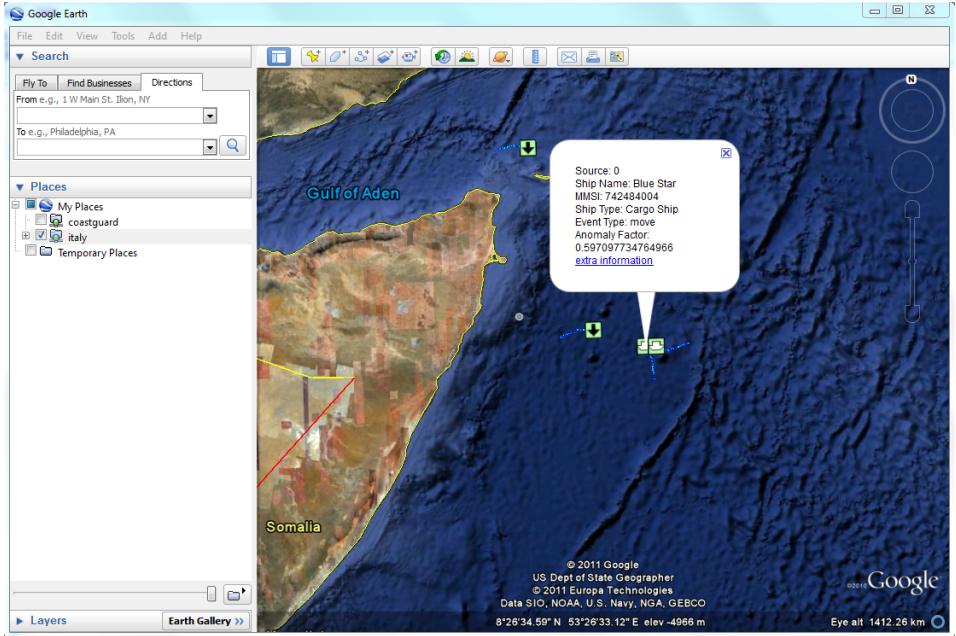 Google Earth
File Edit View Tools Add Help
Search
Fly To Find Businesses Directions
From e.g., 1 W Main St. Ilion, NY
To e.g., Philadelphia, PA
Places
My Places
coastguard
italy
Temporary Places
Layers
Earth Gallery >>
N
Gulf of Aden
Source: 0
Ship Name: Blue Star
MMSI: 742484004
Ship Type: Cargo Ship
Event Type: move
Anomaly Factor:
0.597097734764966
extra information
Somalia
© 2011 Google
US Dept of State Geographer
© 2011 Europa Technologies
Data SIO, NOAA, U.S. Navy, NGA, GEBCO
©2010 Google
8°26'34.59" N 53°26'33.12" E elev -4966 m
Eye alt 1412.26 km